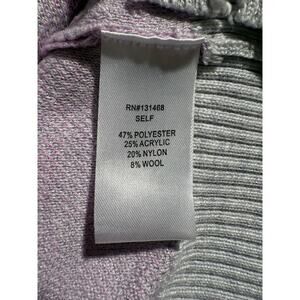 RN#131468
SELF
47% POLYESTER
25% ACRYLIC
20% NYLON
8% WOOL